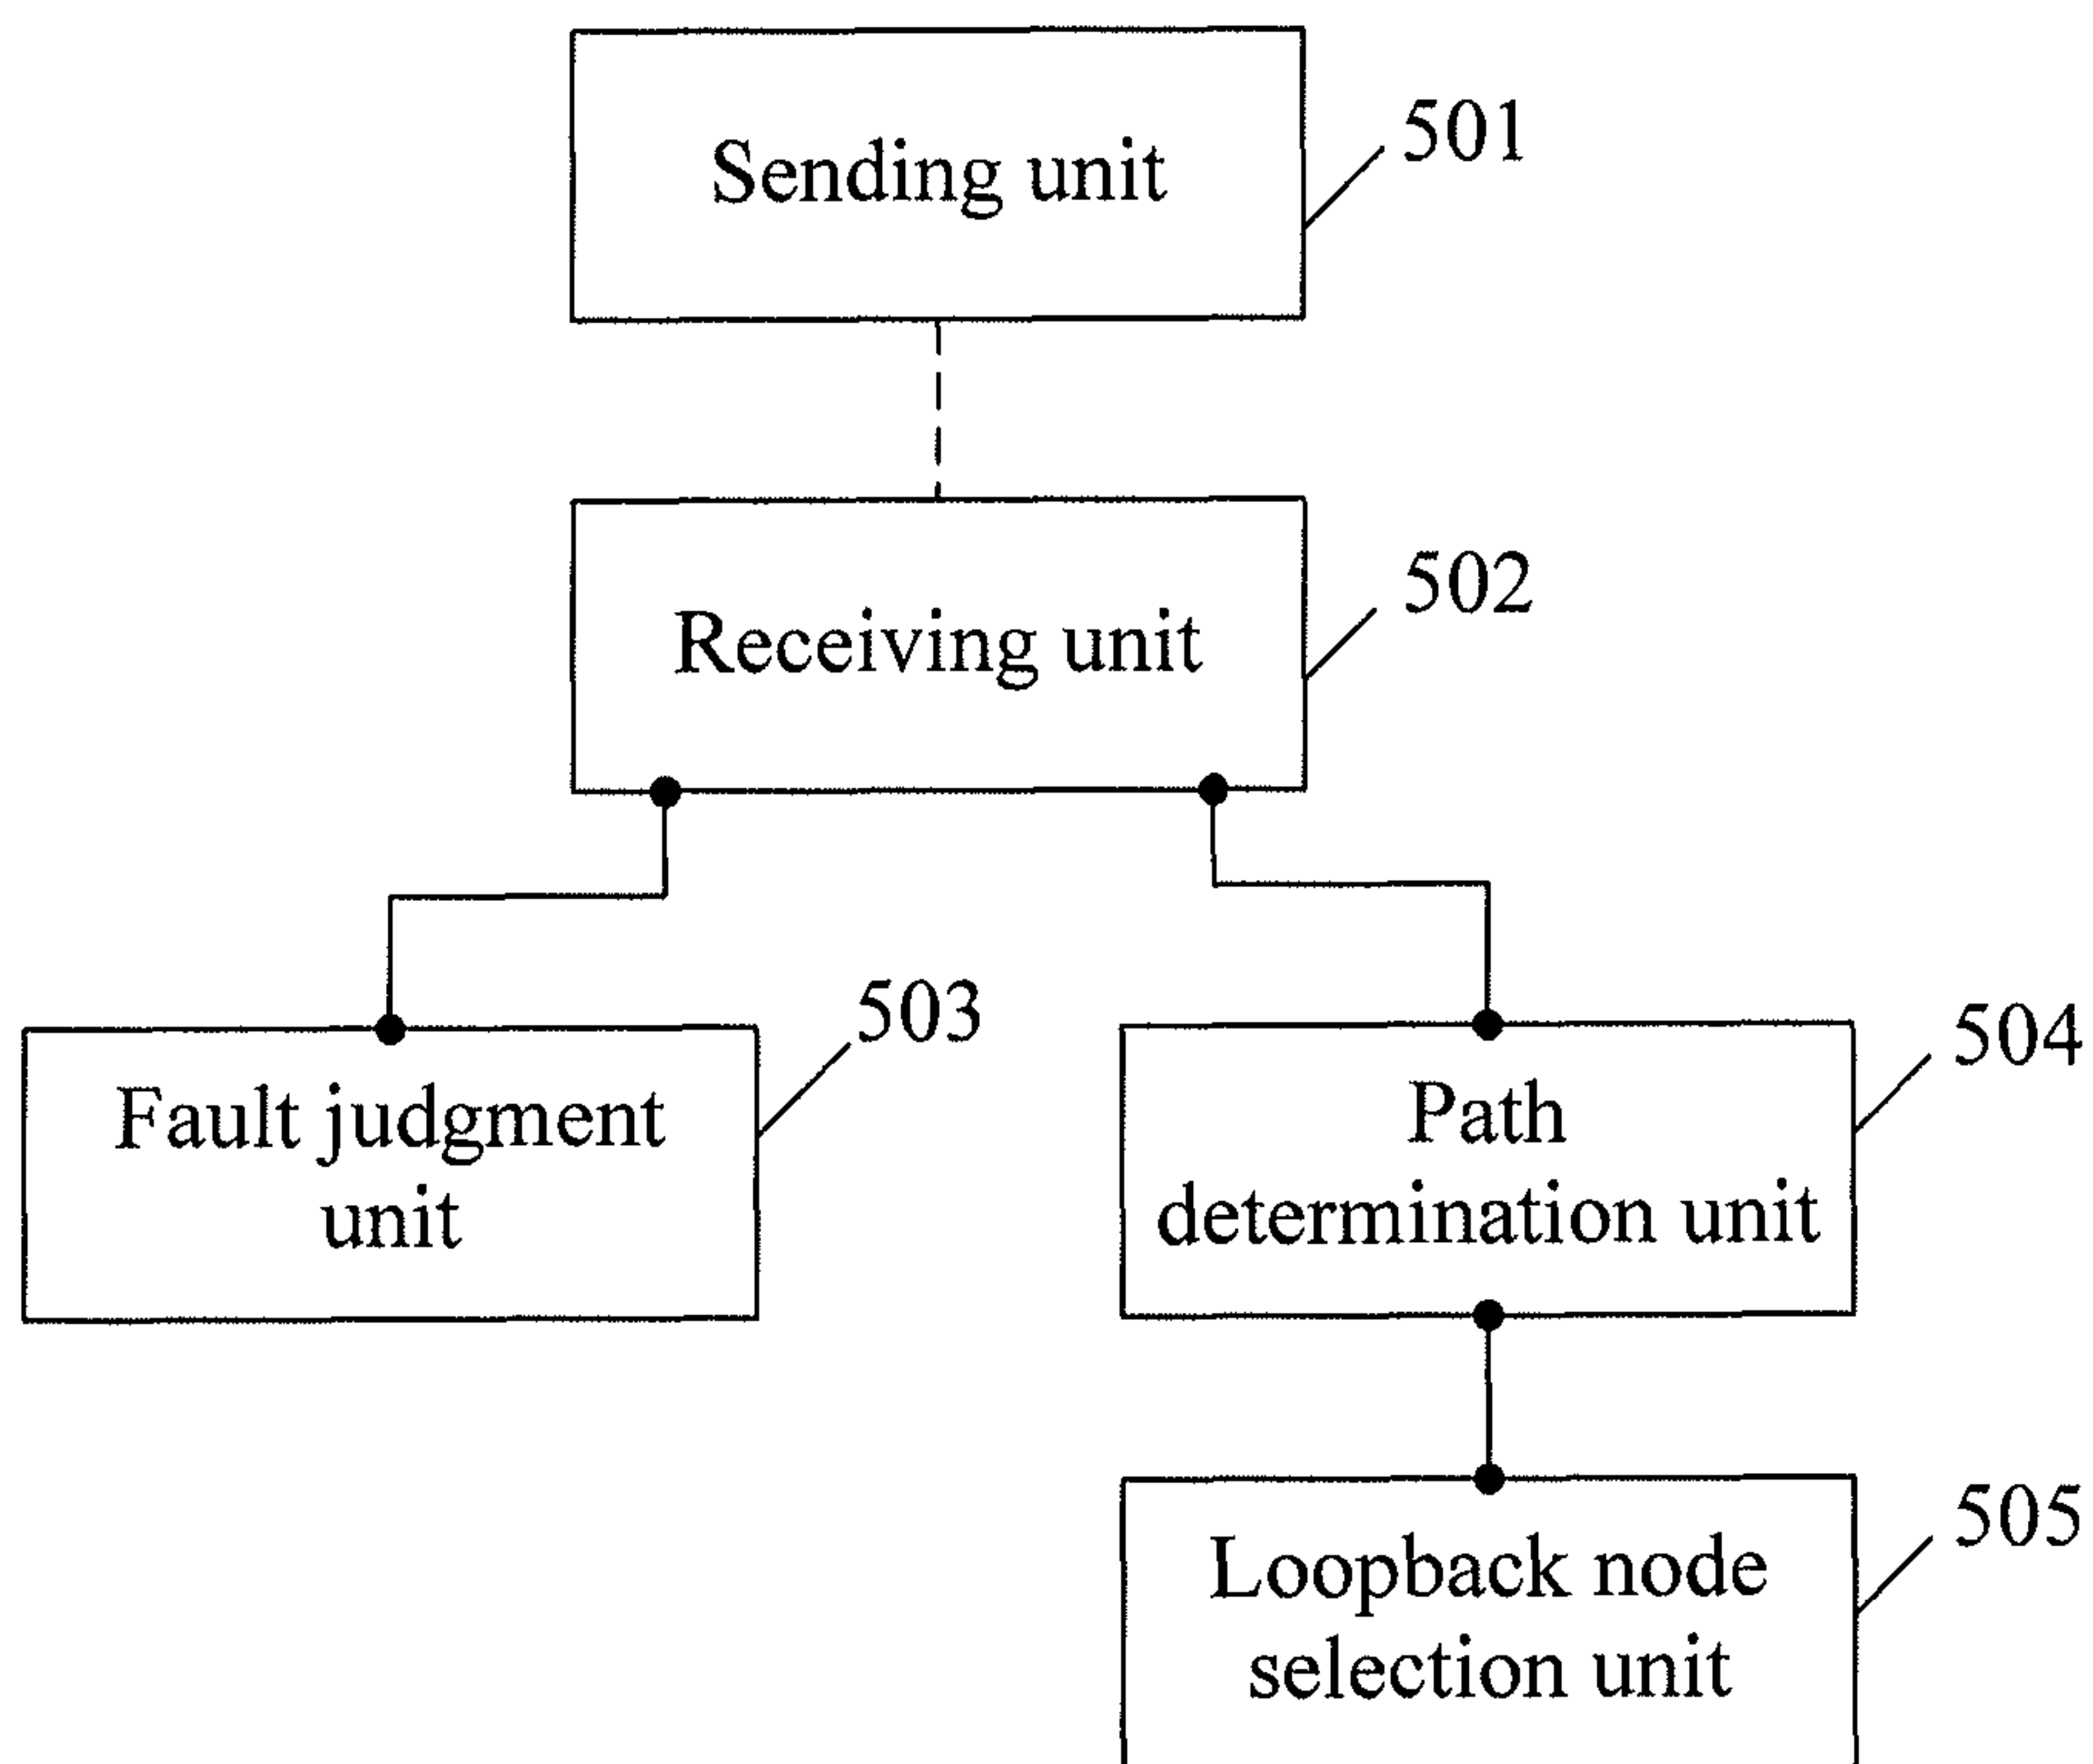 Sending unit
501
Receiving unit
502
Fault judgment
unit
503
Path
determination unit
504
Loopback node
selection unit
505